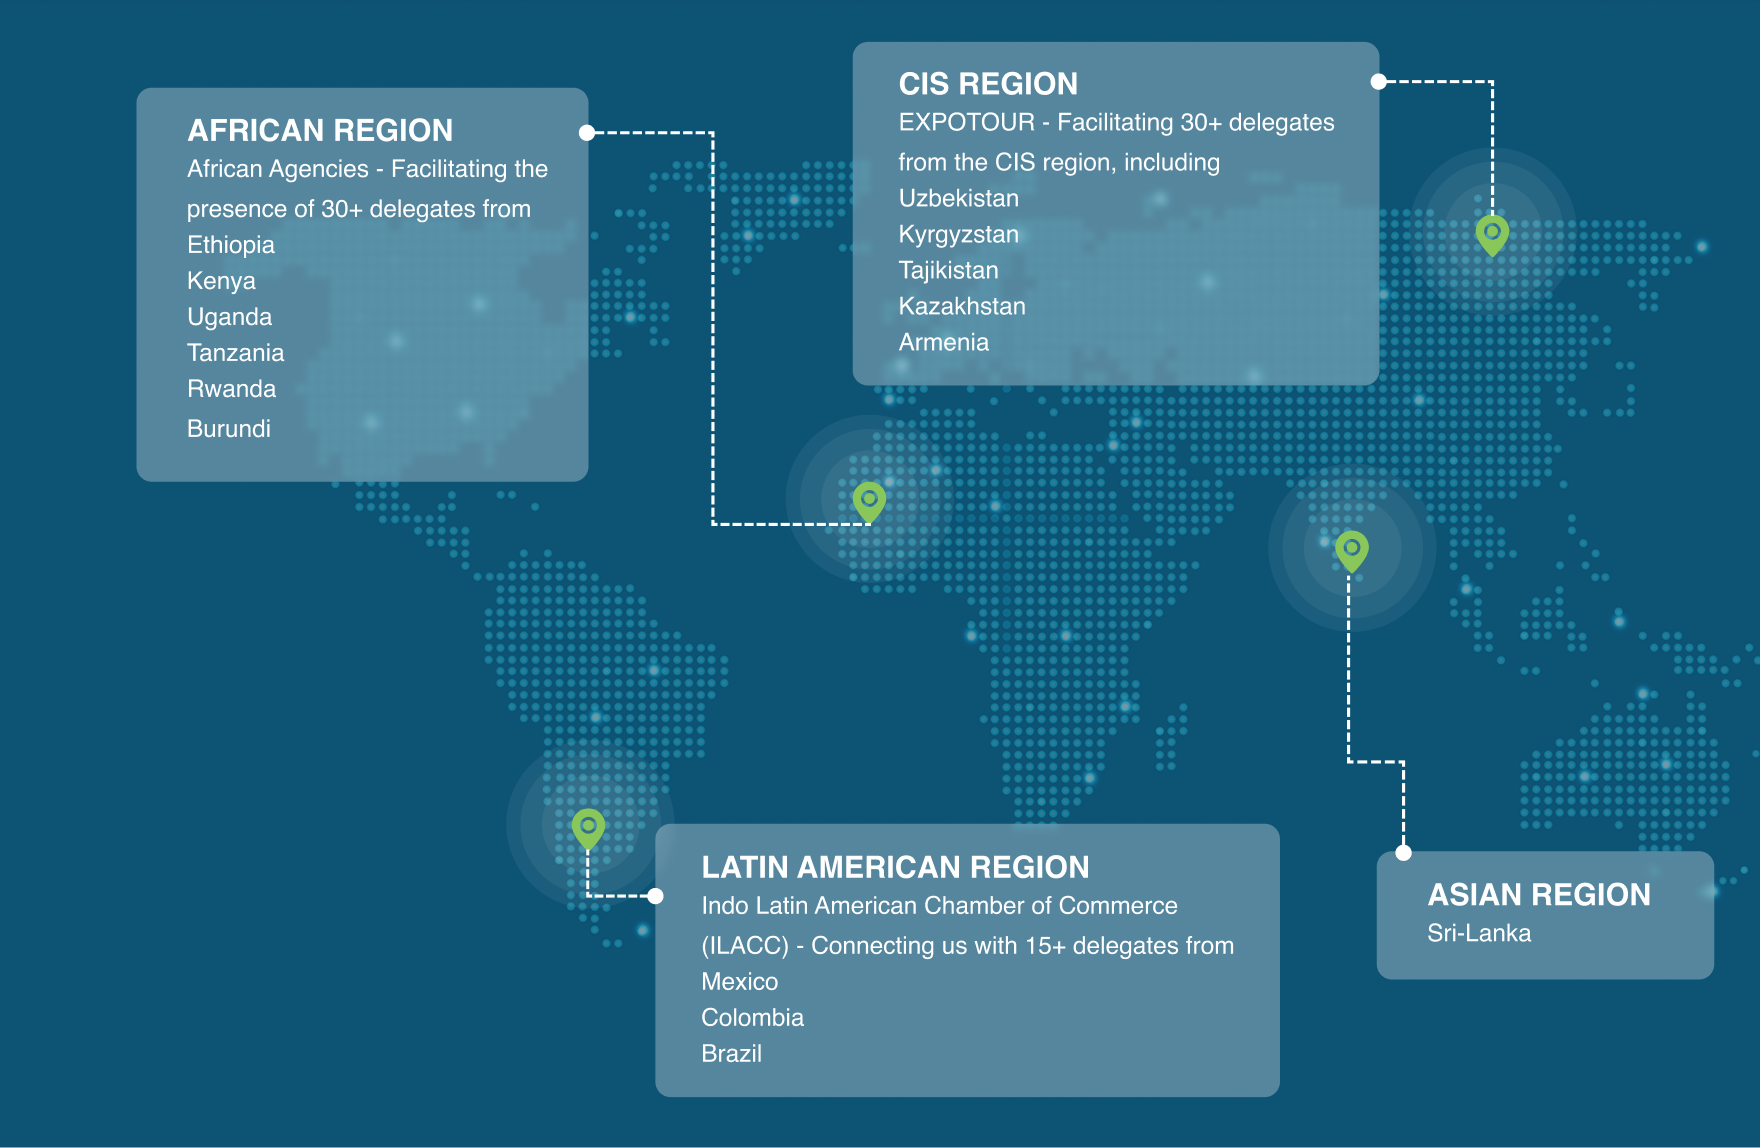 AFRICAN REGION
African Agencies - Facilitating the
presence of 30+ delegates from
Ethiopia
Kenya
Uganda
Tanzania
Rwanda
Burundi
CIS REGION
EXPOTOUR - Facilitating 30+ delegates
from the CIS region, including
Uzbekistan
Kyrgyzstan
Tajikistan
Kazakhstan
Armenia
LATIN AMERICAN REGION
Indo Latin American Chamber of Commerce
(ILACC) - Connecting us with 15+ delegates from
Mexico
Colombia
Brazil
ASIAN REGION
Sri-Lanka